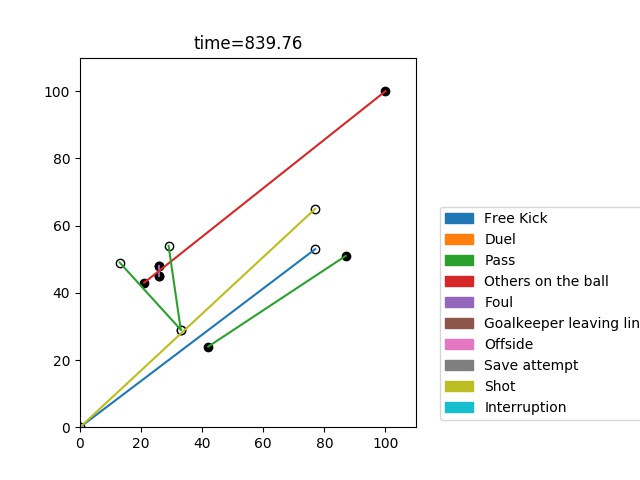 time=839.76
100
80
60
40
20
0
0 20 40 60 80 100
Free Kick
Duel
Pass
Others on the ball
Foul
Goalkeeper leaving lin
Offside
Save attempt
Shot
Interruption